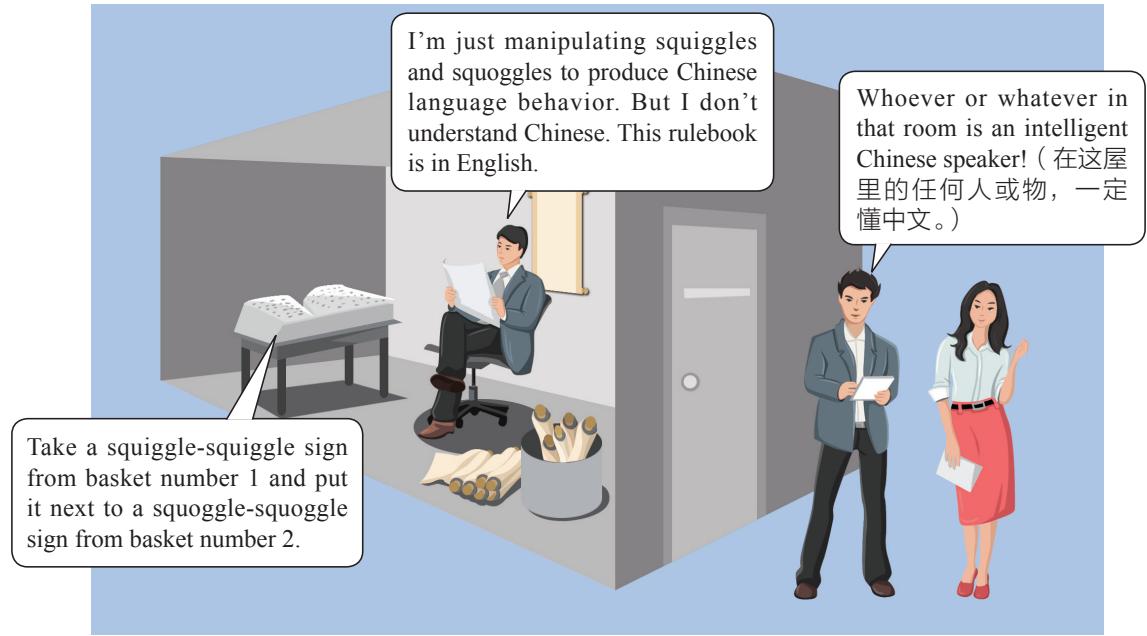 I'm just manipulating squiggles
and squoggles to produce Chinese
language behavior. But I don't
understand Chinese. This rulebook
is in English.
Whoever or whatever in
that room is an intelligent
Chinese speaker!（在这屋
里的任何人或物，一定
懂中文。）
Take a squiggle-squiggle sign
from basket number 1 and put
it next to a squoggle-squoggle
sign from basket number 2.